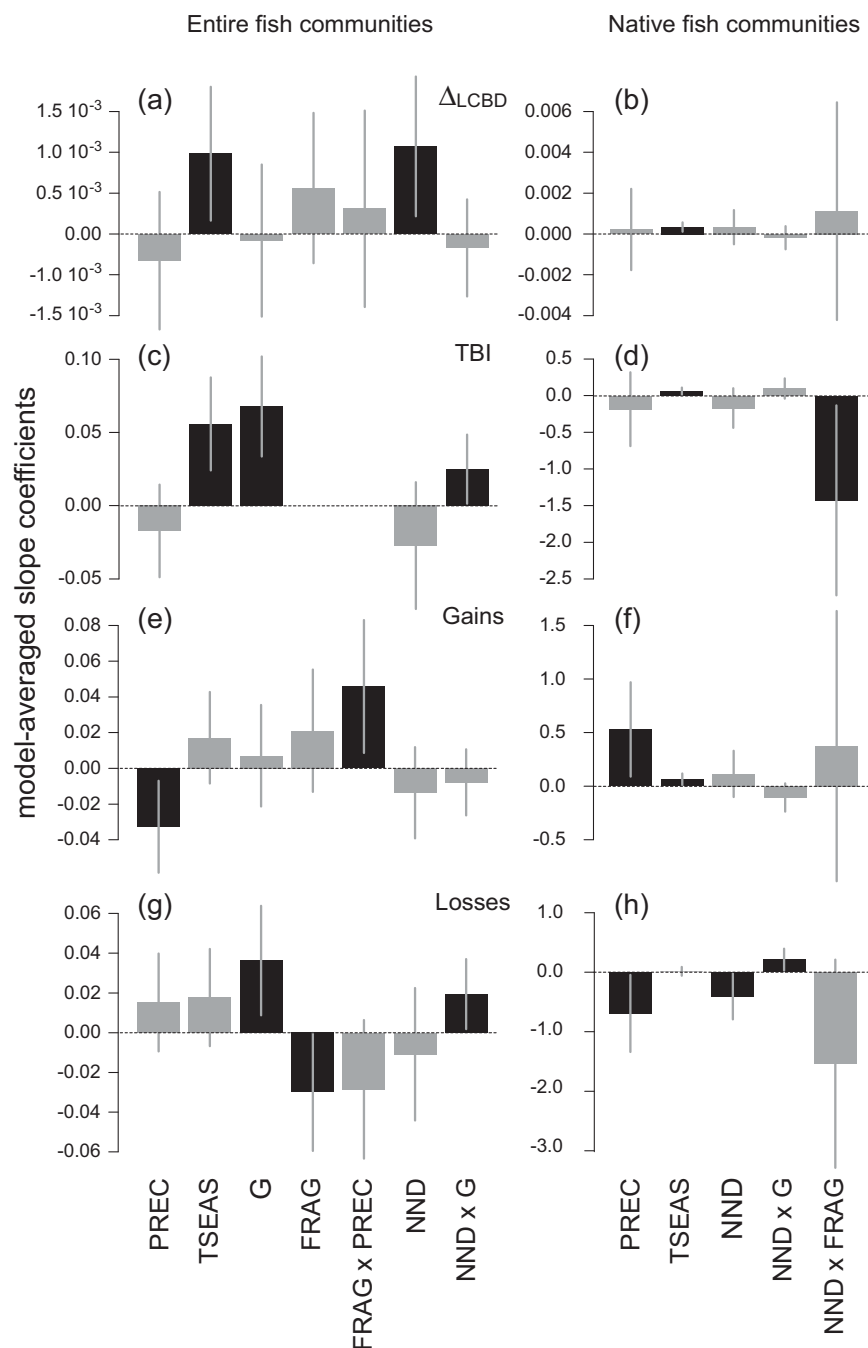 Entire fish communities
Native fish communities
model-averaged slope coefficients
(a)
ΔLCBD
1.5 10-3
1.0 10-3
0.5 10-3
0.00
-1.0 10-3
-1.5 10-3
(b)
0.006
0.004
0.002
0.000
-0.002
-0.004
(c)
TBI
0.10
0.05
0.00
-0.05
(d)
0.5
0.0
-0.5
-1.0
-1.5
-2.0
-2.5
(e)
Gains
0.08
0.06
0.04
0.02
0.00
-0.02
-0.04
(f)
1.5
1.0
0.5
0.0
-0.5
(g)
Losses
0.06
0.04
0.02
0.00
-0.02
-0.04
0.06
(h)
1.0
0.0
-1.0
-2.0
-3.0
PREC
TSEAS
G
FRAG
FRAG x PREC
NND
NND x G
PREC
TSEAS
NND
NND x G
NND x FRAG